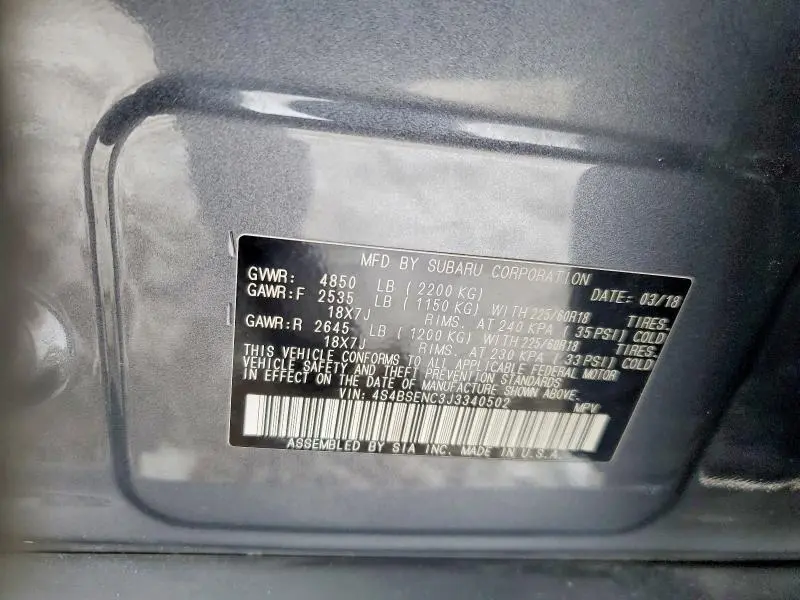 MFD BY SUBARU CORPORATION
GVWR: 4850 LB (2200 KG) DATE: 03/18
GAWR:F 2535 LB (1150 KG) WITH 225/60R18 TIRES.
18X7J RIMS. AT 240 KPA (35 PSI) COLD
GAWR:R 2645 LB (1200 KG) WITH 225/60R18 TIRES.
18X7J RIMS. AT 230 KPA (33 PSI) COLD
THIS VEHICLE CONFORMS TO ALL APPLICABLE FEDERAL MOTOR
VEHICLE SAFETY AND THEFT PREVENTION STANDARDS
IN EFFECT ON THE DATE OF MANUFACTURE SHOWN ABOVE.
VIN: 4S4BSENC3J3340502 MPV
ASSEMBLED BY SIA INC. MADE IN U.S.A.